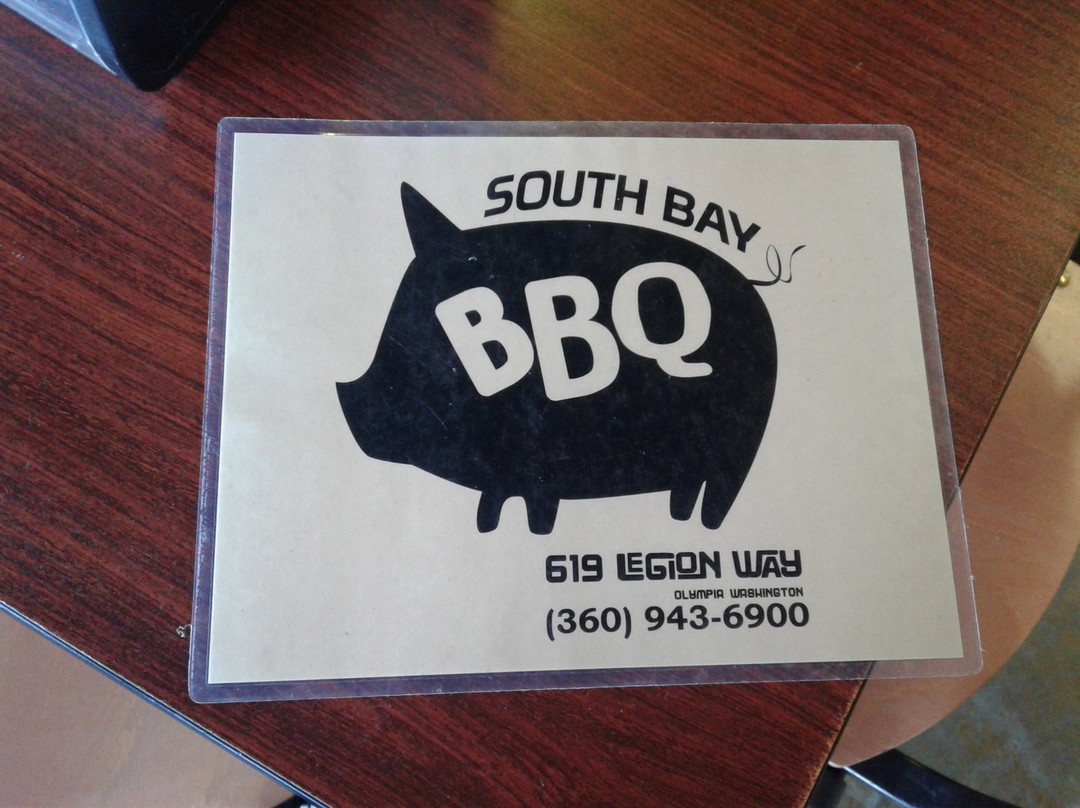 SOUTH BAY
BBQ
619 LEGION WAY
OLYMPIA WASHINGTON
(360) 943-6900